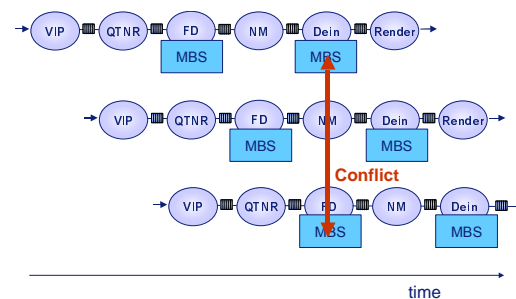 VIP QTNR FD NM Dein Render
MBS MBS
VIP QTNR FD NM Dein Render
MBS MBS
Conflict
VIP QTNR FD NM Dein
MBS MBS
time